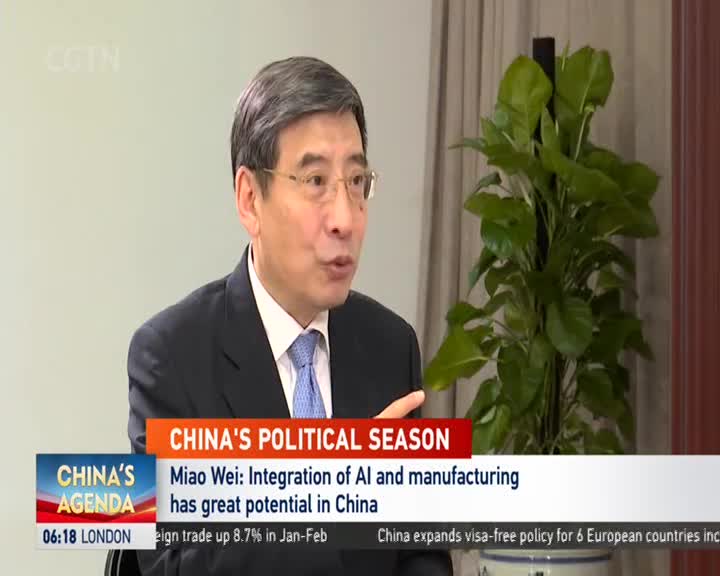 CGTN
CHINA'S POLITICAL SEASON
CHINA'S
AGENDA
Miao Wei: Integration of AI and manufacturing
has great potential in China
06:18 LONDON
eign trade up 8.7% in Jan-Feb China expands visa-free policy for 6 European countries inc